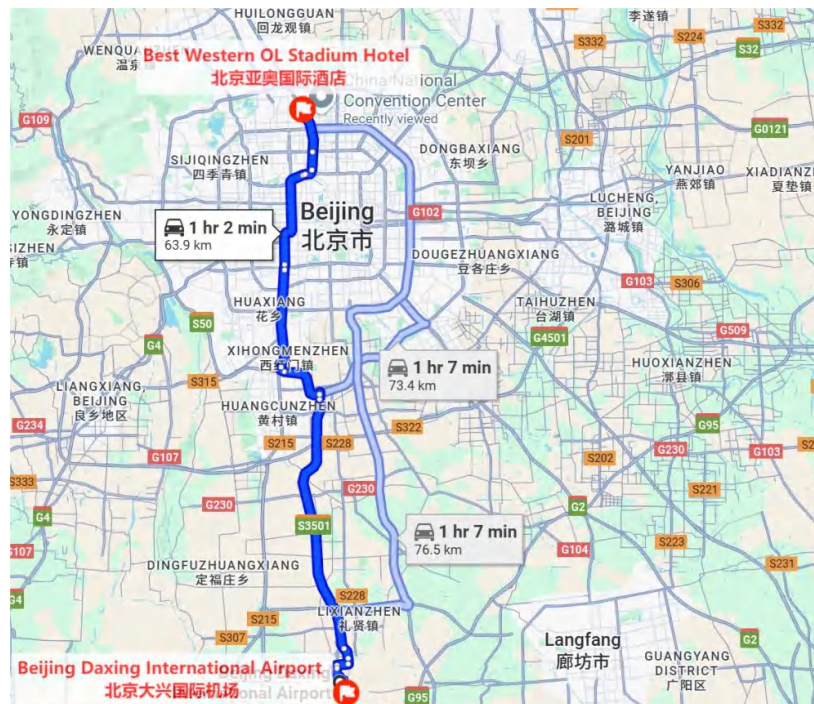 HUILONGGUAN
回龙观镇
李遂镇
S332
S224
S332
S32
Best Western OL Stadium Hotel
北京亚奥国际酒店
China National
Convention Center
Recently viewed
G109
S201
G0121
DONGBAXIANG
东坝乡
SIJIQINGZHEN
四季青镇
YANJIAO
燕郊镇
XIADIANZ
夏垫镇
LUCHENG,
BEIJING
潞城镇
YONGDINGZHEN
永定镇
1 hr 2 min
63.9 km
Beijing
北京市
G102
SIZHEN
DOUGEZHUANGXIANG
豆各庄乡
G103
S306
HUAXIANG
花乡
TAIHUZHEN
台湖镇
S50
G4
G4501
G509
XIHONGMENZHEN
西红门镇
1 hr 7 min
73.4 km
HUOXIANZHEN
漷县镇
S315
LIANGXIANG,
BEIJING
良乡地区
HUANGCUNZHEN
黄村镇
G234
S322
G95
S215
S228
G107
G230
G103
S202
S333
G230
G230
S221
G4
S3501
G2
1 hr 7 min
76.5 km
G107
G104
S223
DINGFUZHUANGXIANG
定福庄乡
S231
G4
S228
S215
LIXIANZHEN
礼贤镇
S307
Langfang
廊坊市
G2
GUANGYANG
DISTRICT
广阳区
Beijing Daxing International Airport
北京大兴国际机场
G95